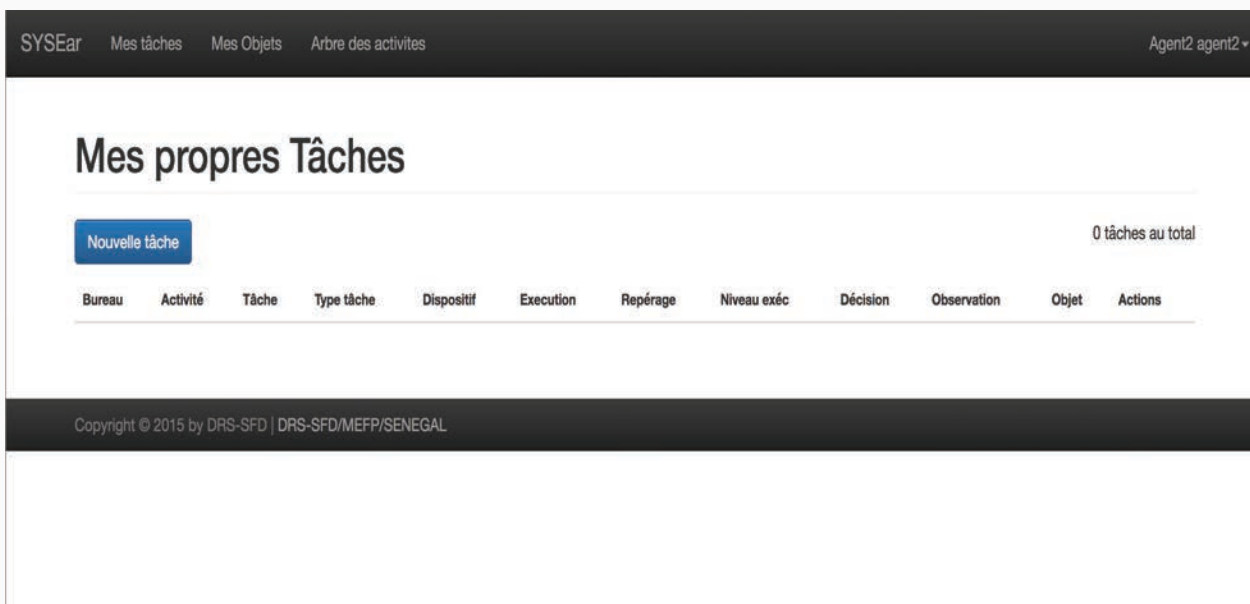 SYSEar Mes tâches Mes Objets Arbre des activites Agent2 agent2
Mes propres Tâches
Nouvelle tâche 0 tâches au total
Bureau Activité Tâche Type tâche Dispositif Execution Repérage Niveau exéc Décision Observation Objet Actions
Copyright © 2015 by DRS-SFD | DRS-SFD/MEFP/SENEGAL